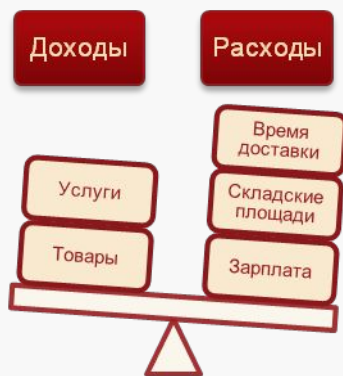 Доходы
Расходы
Услуги
Товары
Время
доставки
Складские
площади
Зарплата